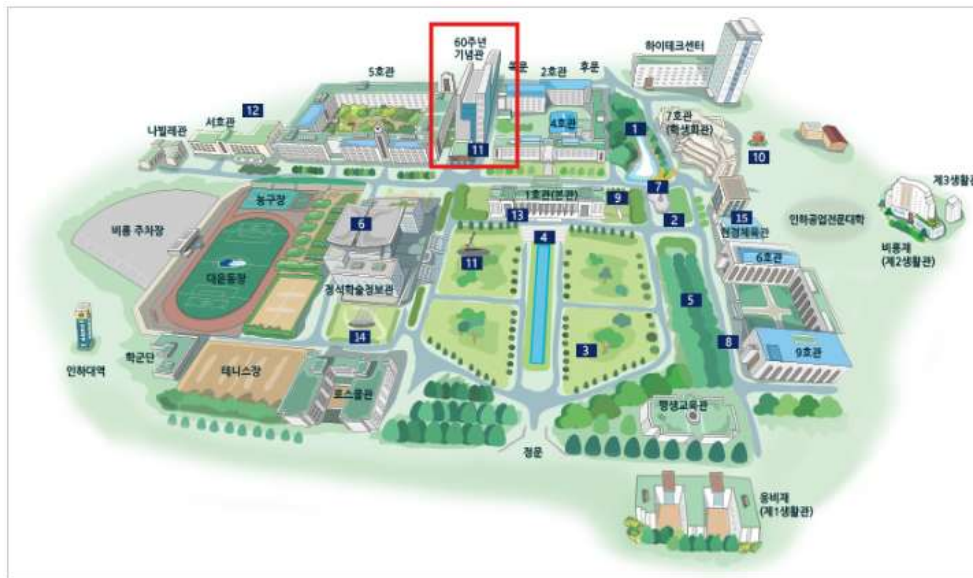 60주년
기념관
북문
2호관
후문
하이테크센터
5호관
12
서호관
나빌레관
4호관
1
7호관
(학생회관)
11
10
제3생활관
농구장
6
1호관(본관)
9
7
2
15
현경체육관
인하공업전문대학
비룡재
(제2생활관)
비룡 주차장
13
4
11
6호관
대운동장
정석학술정보관
5
14
3
8
9호관
인하대역
학군단
테니스장
로스쿨관
평생교육관
정문
웅비재
(제1생활관)